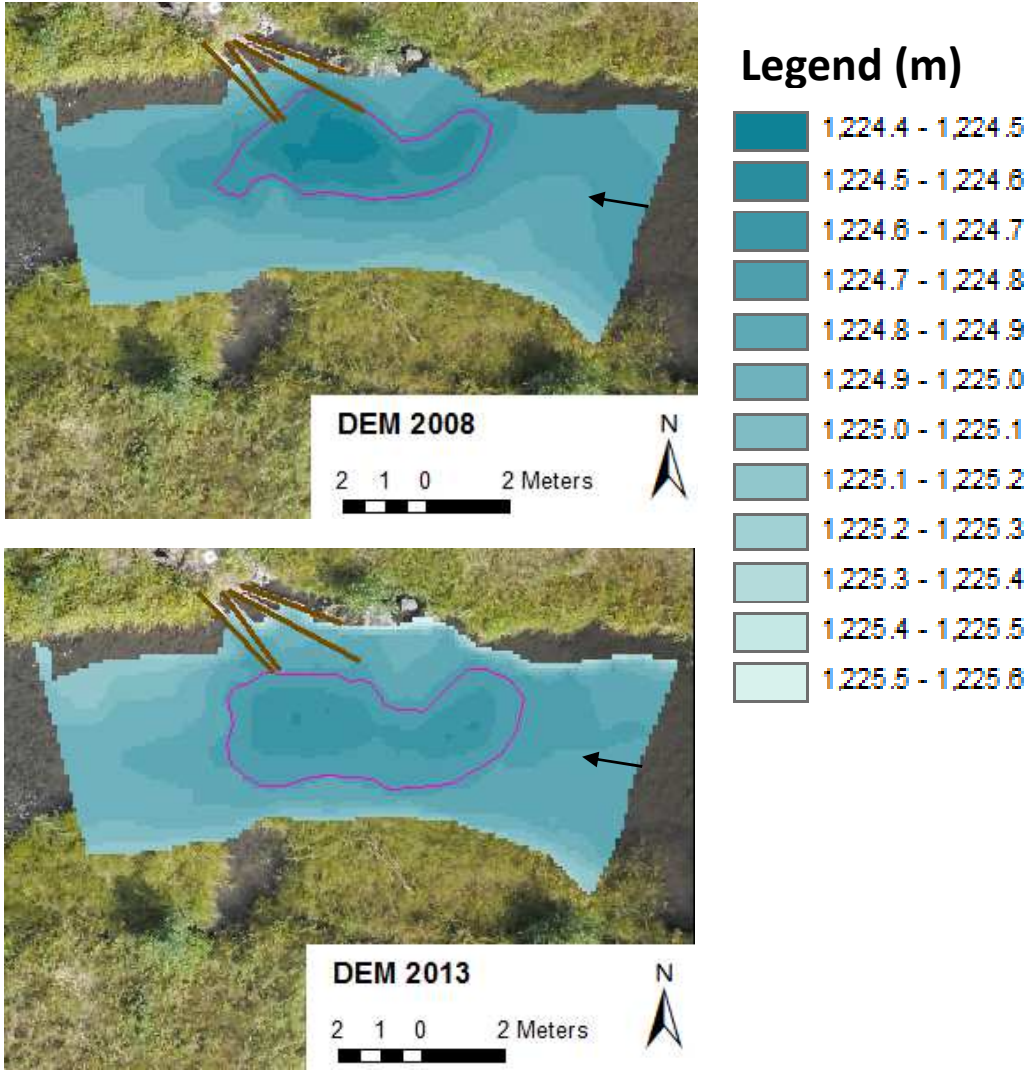 Legend (m)
1,224.4 - 1,224.5
1,224.5 - 1,224.6
1,224.6 - 1,224.7
1,224.7 - 1,224.8
1,224.8 - 1,224.9
1,224.9 - 1,225.0
1,225.0 - 1,225.1
1,225.1 - 1,225.2
1,225.2 - 1,225.3
1,225.3 - 1,225.4
1,225.4 - 1,225.5
1,225.5 - 1,225.6
DEM 2008
N
2 1 0 2 Meters
DEM 2013
N
2 1 0 2 Meters